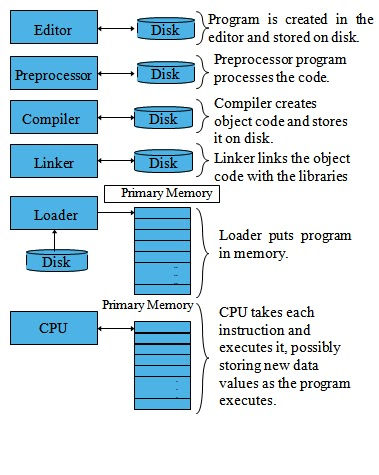 Editor
Disk
Program is created in the
editor and stored on disk.
Preprocessor
Disk
Preprocessor program
processes the code.
Compiler
Disk
Compiler creates
object code and stores
it on disk.
Linker
Disk
Linker links the object
code with the libraries
Primary Memory
Loader
Disk
Loader puts program
in memory.
Primary Memory
CPU
CPU takes each
instruction and
executes it, possibly
storing new data
values as the program
executes.